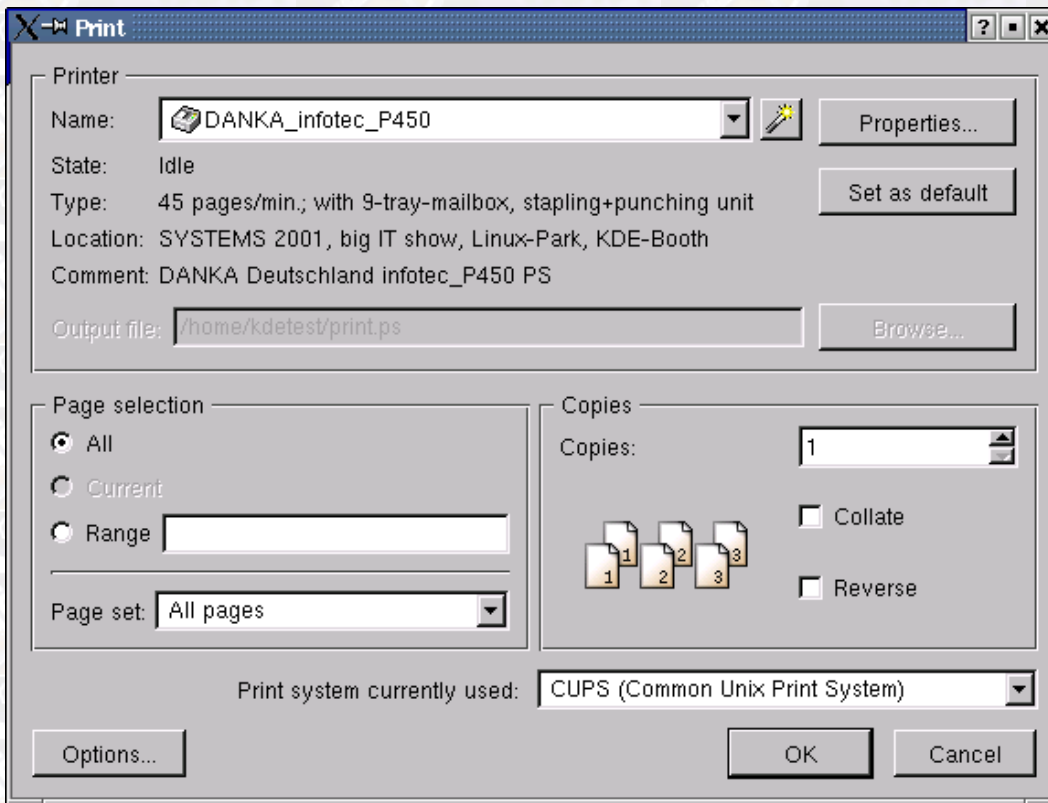 Print
Printer
Name: DANKA_infotec_P450 Properties...
State: Idle
Set as default
Type: 45 pages/min.; with 9-tray-mailbox, stapling+punching unit
Location: SYSTEMS 2001, big IT show, Linux-Park, KDE-Booth
Comment: DANKA Deutschland infotec_P450 PS
Output file: /home/kdetest/print.ps Browse...
Page selection
All
Current
Range
Page set: All pages
Copies
Copies: 1
Collate
1 1 2 2 3 3
Reverse
Print system currently used: CUPS (Common Unix Print System)
Options... OK Cancel